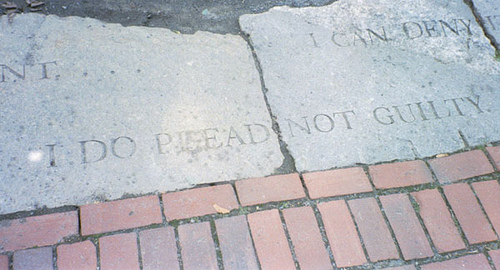 I CAN DENY
NT.
I DO PLEAD NOT GUILTY